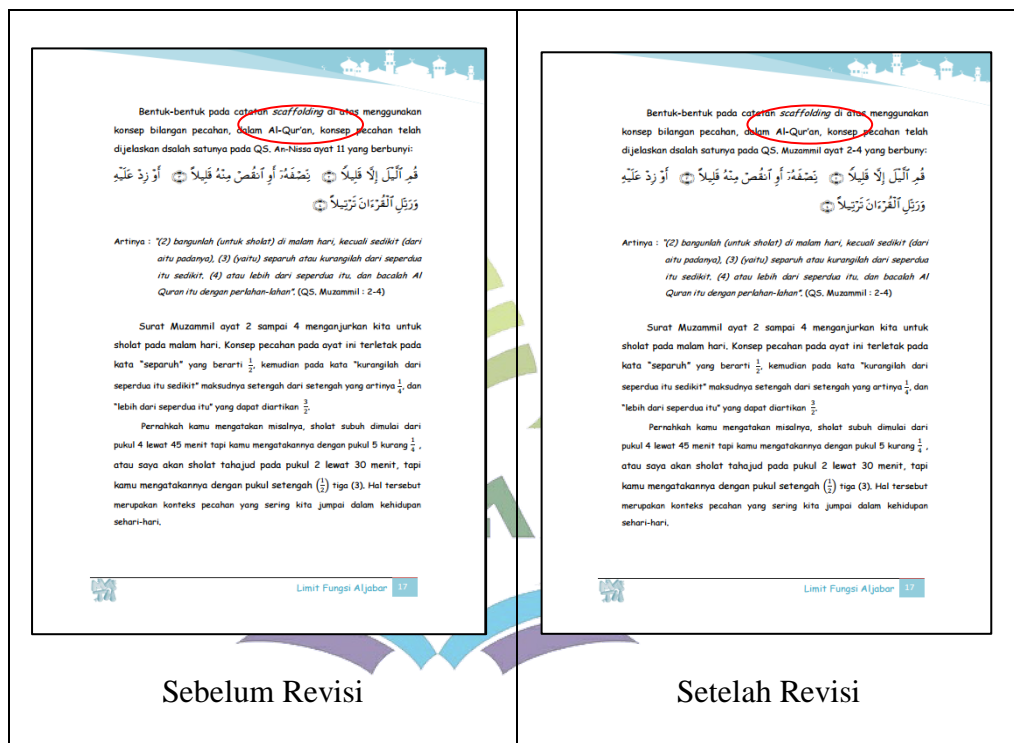 Bentuk-bentuk pada catatan scaffolding di atas menggunakan
konsep bilangan pecahan, dalam Al-Qur'an, konsep pecahan telah
dijelaskan dsalah satunya pada QS. An-Nissa ayat 11 yang berbunyi:
قُمِ ٱلَّيْلَ إِلَّا قَلِيلاً ۝ نِّصْفَهُۥٓ أَوِ ٱنقُصْ مِنْهُ قَلِيلاً ۝ أَوْ زِدْ عَلَيْهِ
وَرَتِّلِ ٱلْقُرْءَانَ تَرْتِيلاً ۝
Artinya : "(2) bangunlah (untuk sholat) di malam hari, kecuali sedikit (dari
aitu padanya), (3) (yaitu) separuh atau kurangilah dari seperdua
itu sedikit, (4) atau lebih dari seperdua itu, dan bacalah Al
Quran itu dengan perlahan-lahan". (QS. Muzammil : 2-4)
Surat Muzammil ayat 2 sampai 4 menganjurkan kita untuk
sholat pada malam hari. Konsep pecahan pada ayat ini terletak pada
kata "separuh" yang berarti 1/2, kemudian pada kata "kurangilah dari
seperdua itu sedikit" maksudnya setengah dari setengah yang artinya 1/4, dan
"lebih dari seperdua itu" yang dapat diartikan 3/2.
Pernahkah kamu mengatakan misalnya, sholat subuh dimulai dari
pukul 4 lewat 45 menit tapi kamu mengatakannya dengan pukul 5 kurang 1/4 ,
atau saya akan sholat tahajud pada pukul 2 lewat 30 menit, tapi
kamu mengatakannya dengan pukul setengah (1/2) tiga (3). Hal tersebut
merupakan konteks pecahan yang sering kita jumpai dalam kehidupan
sehari-hari.
Limit Fungsi Aljabar 17
Sebelum Revisi
Bentuk-bentuk pada catatan scaffolding di atas menggunakan
konsep bilangan pecahan, dalam Al-Qur'an, konsep pecahan telah
dijelaskan dsalah satunya pada QS. Muzammil ayat 2-4 yang berbuny:
قُمِ ٱلَّيْلَ إِلَّا قَلِيلاً ۝ نِّصْفَهُۥٓ أَوِ ٱنقُصْ مِنْهُ قَلِيلاً ۝ أَوْ زِدْ عَلَيْهِ
وَرَتِّلِ ٱلْقُرْءَانَ تَرْتِيلاً ۝
Artinya : "(2) bangunlah (untuk sholat) di malam hari, kecuali sedikit (dari
aitu padanya), (3) (yaitu) separuh atau kurangilah dari seperdua
itu sedikit, (4) atau lebih dari seperdua itu, dan bacalah Al
Quran itu dengan perlahan-lahan". (QS. Muzammil : 2-4)
Surat Muzammil ayat 2 sampai 4 menganjurkan kita untuk
sholat pada malam hari. Konsep pecahan pada ayat ini terletak pada
kata "separuh" yang berarti 1/2, kemudian pada kata "kurangilah dari
seperdua itu sedikit" maksudnya setengah dari setengah yang artinya 1/4, dan
"lebih dari seperdua itu" yang dapat diartikan 3/2.
Pernahkah kamu mengatakan misalnya, sholat subuh dimulai dari
pukul 4 lewat 45 menit tapi kamu mengatakannya dengan pukul 5 kurang 1/4 ,
atau saya akan sholat tahajud pada pukul 2 lewat 30 menit, tapi
kamu mengatakannya dengan pukul setengah (1/2) tiga (3). Hal tersebut
merupakan konteks pecahan yang sering kita jumpai dalam kehidupan
sehari-hari.
Limit Fungsi Aljabar 17
Setelah Revisi